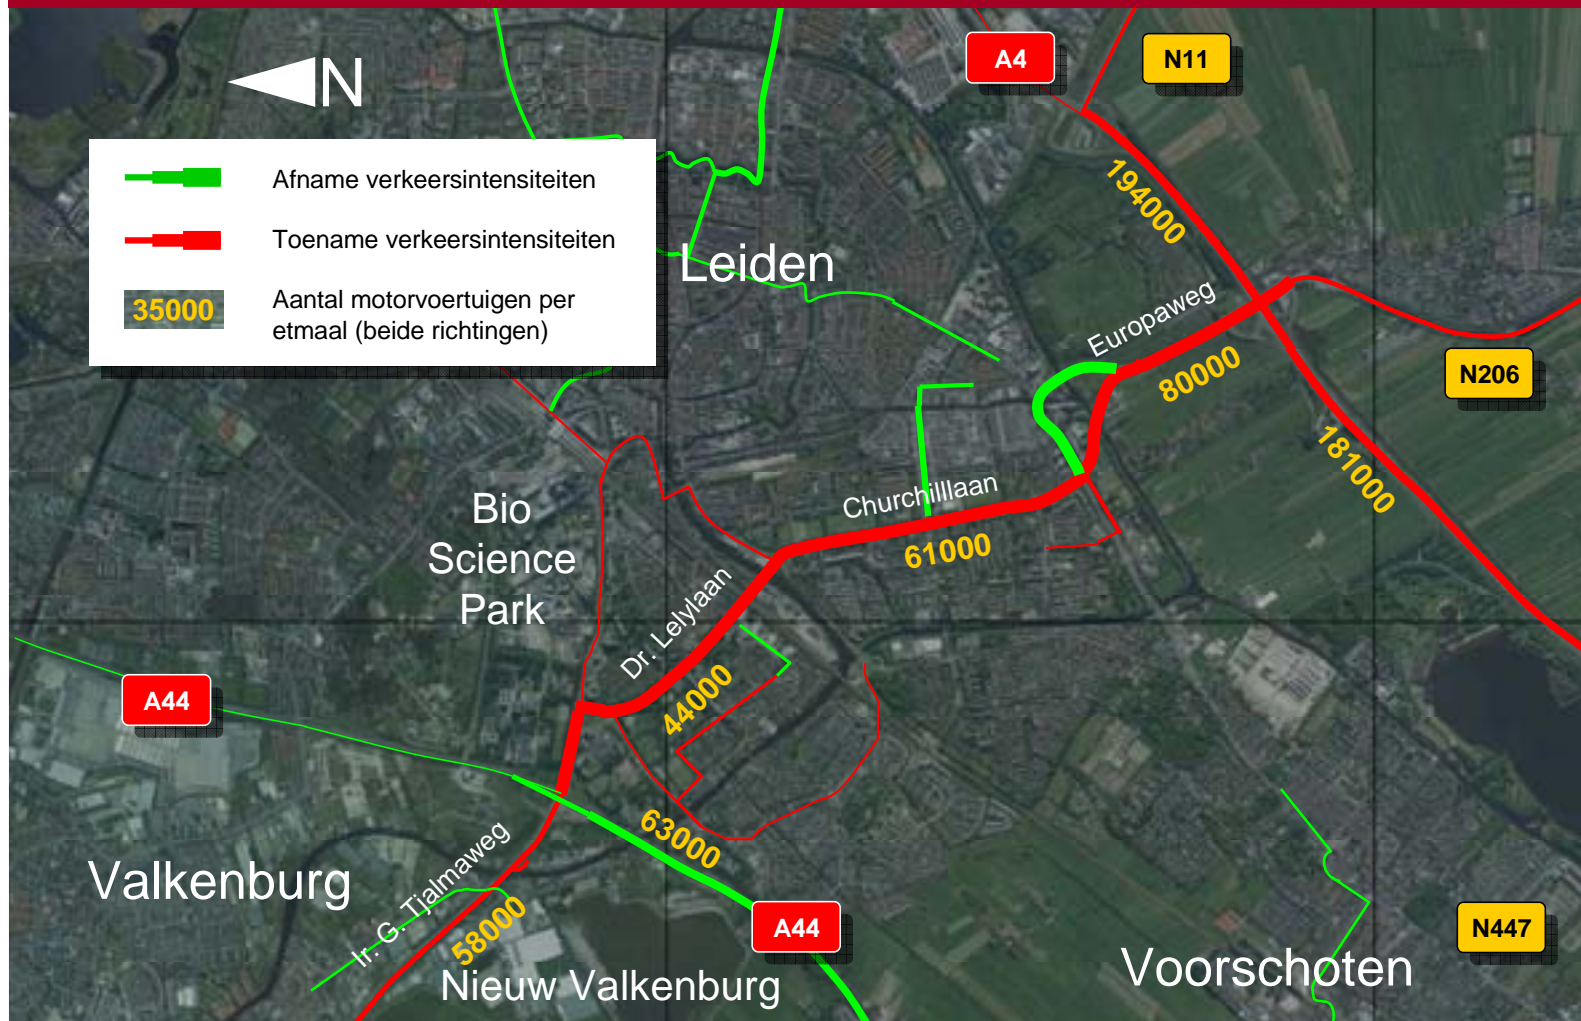 N
A4
N11
Afname verkeersintensiteiten
Toename verkeersintensiteiten
35000
Aantal motorvoertuigen per
etmaal (beide richtingen)
194000
Leiden
Europaweg
80000
N206
181000
Churchilllaan
61000
Bio
Science
Park
Dr. Lelylaan
44000
A44
63000
Valkenburg
Ir. G. Tjalmaweg
58000
A44
N447
Nieuw Valkenburg
Voorschoten